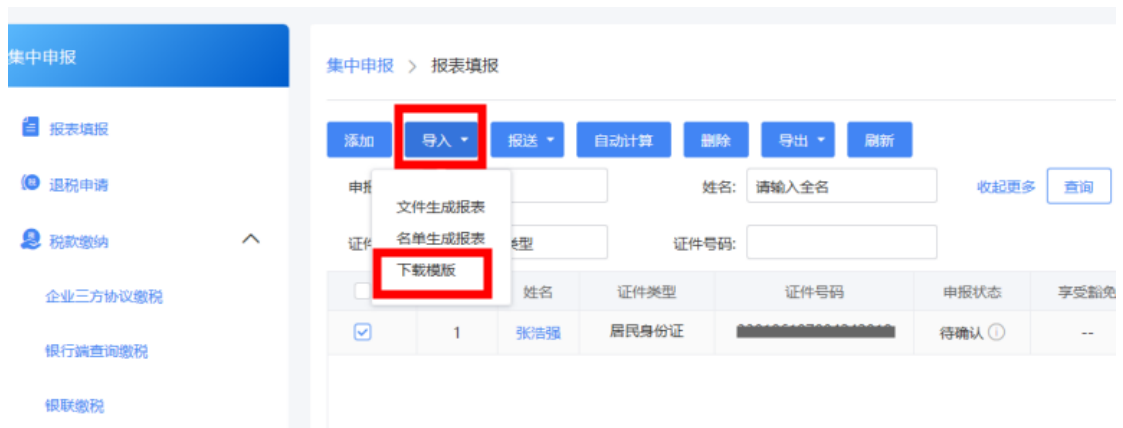 集中申报
集中申报 > 报表填报
报表填报
添加 导入 报送 自动计算 删除 导出 刷新
姓名: 请输入全名 收起更多 查询
退税申请
文件生成报表
税款缴纳
名单生成报表
证件号码:
下载模版
姓名 证件类型 证件号码 申报状态 享受豁免
企业三方协议缴税
1 张浩强 居民身份证 待确认 --
银行端查询缴税
银联缴税